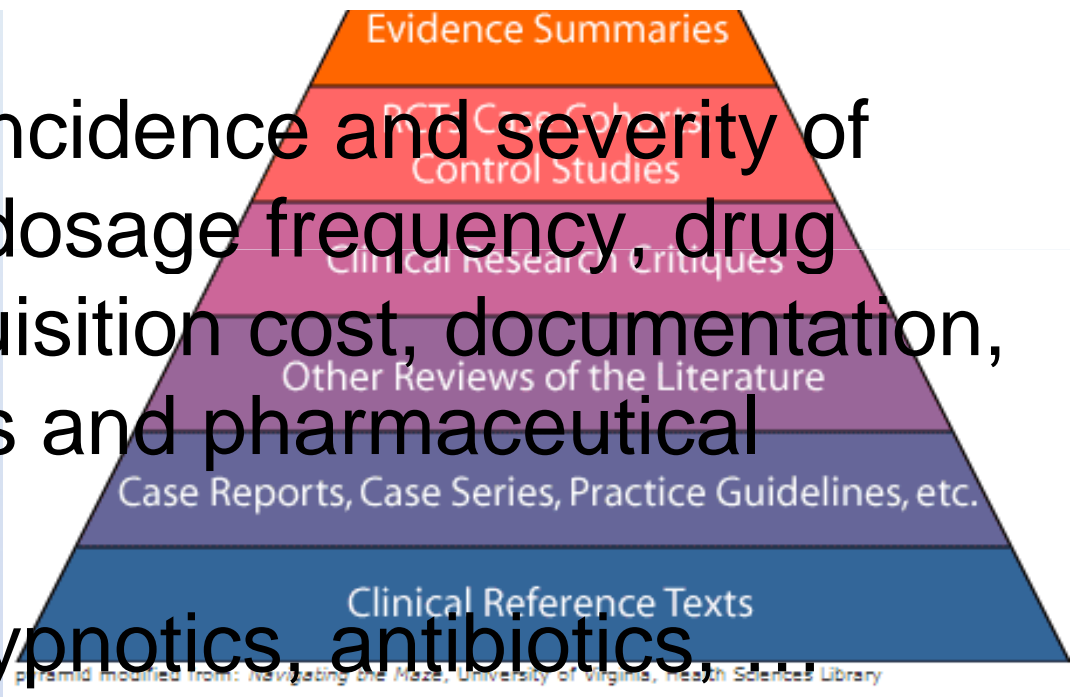 Evidence Summaries
ncidence and severity of
RCTs Case Cohorts,
Control Studies
dosage frequency, drug
Clinical Research Critiques
uisition cost, documentation,
Other Reviews of the Literature
s and pharmaceutical
Case Reports, Case Series, Practice Guidelines, etc.
Clinical Reference Texts
ypnotics, antibiotics, ...
pyramid modified from: Navigating the Maze, University of Virginia, Health Sciences Library